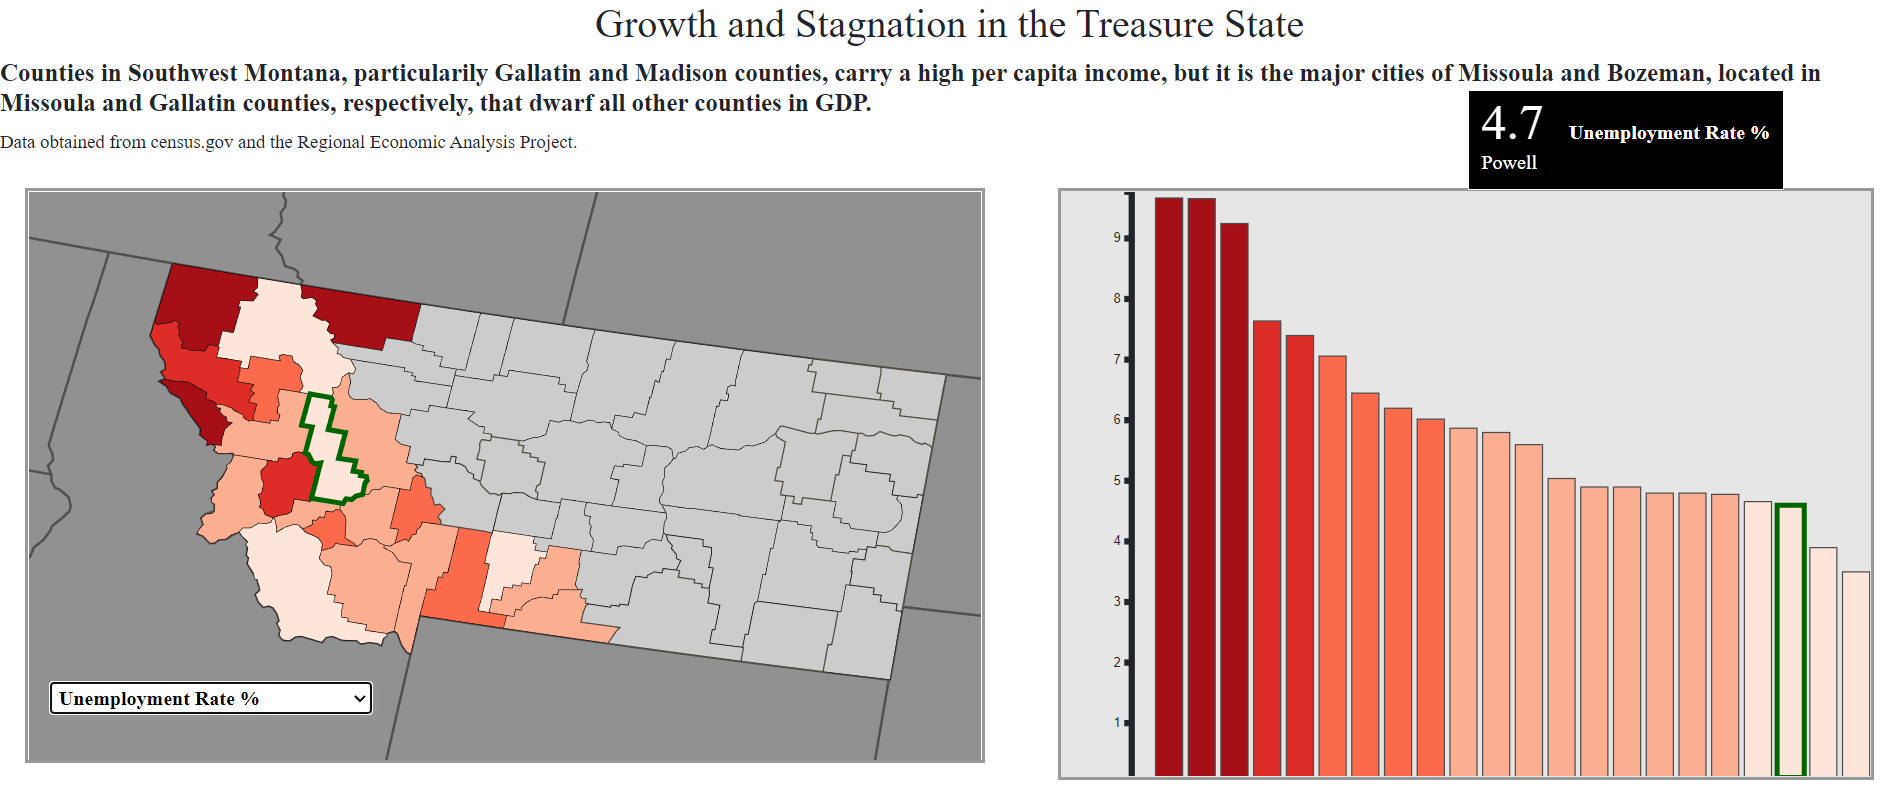 Growth and Stagnation in the Treasure State
Counties in Southwest Montana, particularily Gallatin and Madison counties, carry a high per capita income, but it is the major cities of Missoula and Bozeman, located in
Missoula and Gallatin counties, respectively, that dwarf all other counties in GDP.
Data obtained from census.gov and the Regional Economic Analysis Project.
4.7 Unemployment Rate %
Powell
Unemployment Rate %
9
8
7
6
5
4
3
2
1